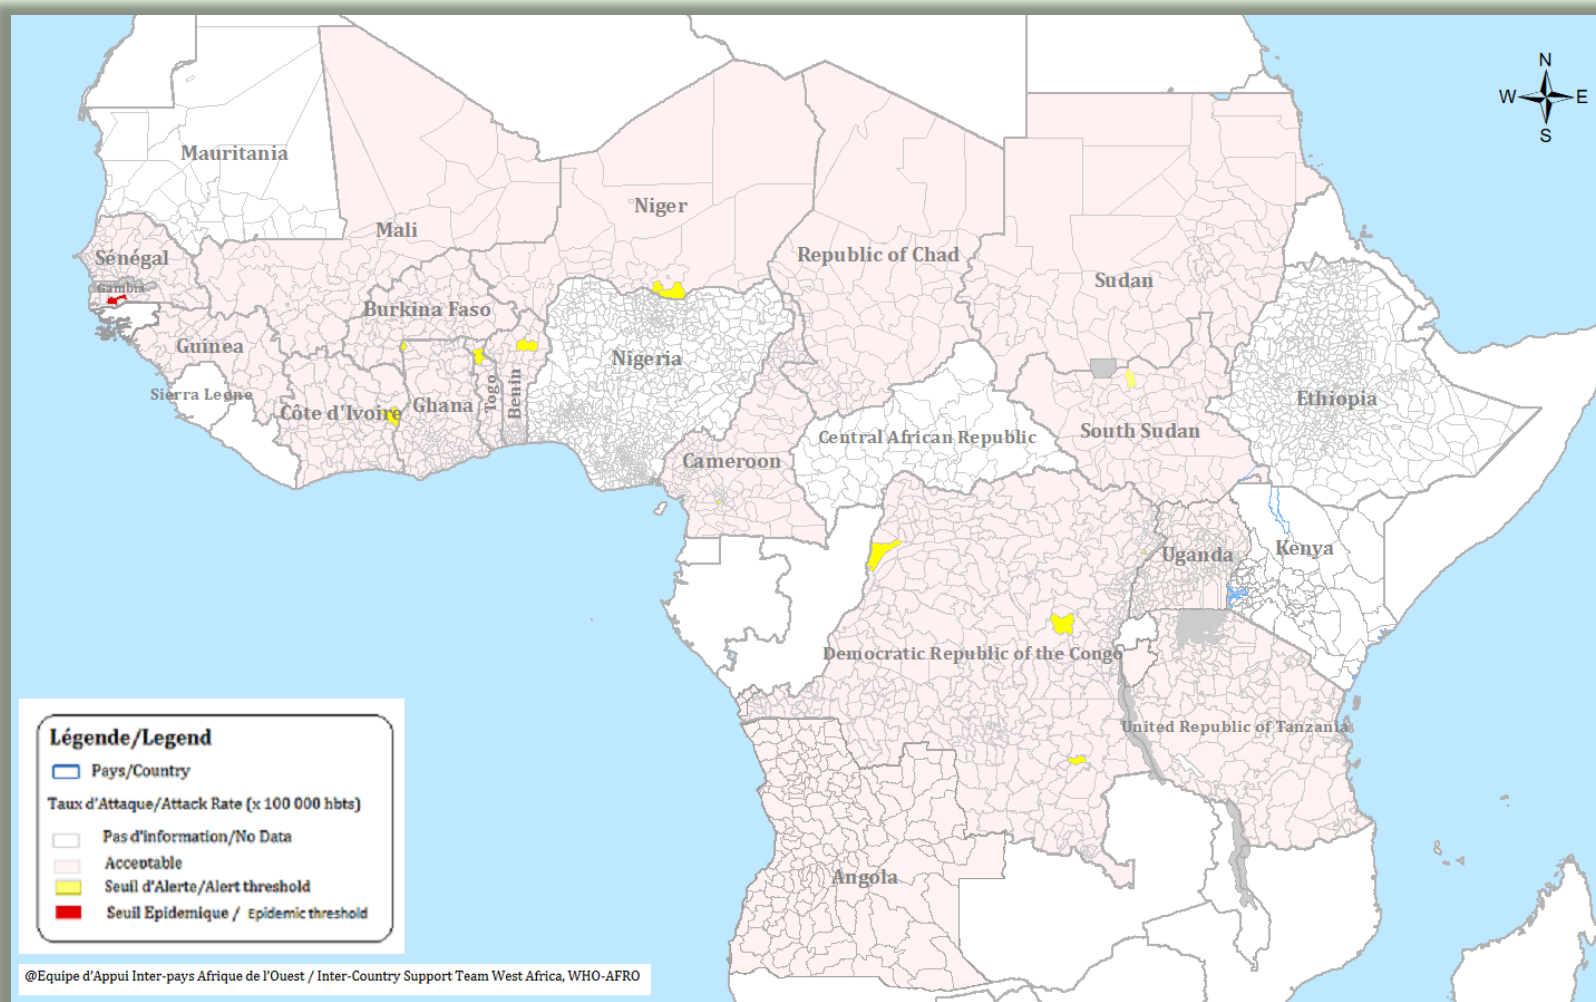 N
W E
S
Mauritania
Mali
Niger
Republic of Chad
Sudan
Sénégal
Gambia
Burkina Faso
Guinea
Nigeria
Sierra Leone
Côte d'Ivoire
Ghana
Togo
Benin
Ethiopia
South Sudan
Central African Republic
Cameroon
Uganda
Kenya
Democratic Republic of the Congo
United Republic of Tanzania
Angola
Légende/Legend
Pays/Country
Taux d'Attaque/Attack Rate (x 100 000 hbts)
Pas d'information/No Data
Acceptable
Seuil d'Alerte/Alert threshold
Seuil Epidemique / Epidemic threshold
@Equipe d'Appui Inter-pays Afrique de l'Ouest / Inter-Country Support Team West Africa, WHO-AFRO